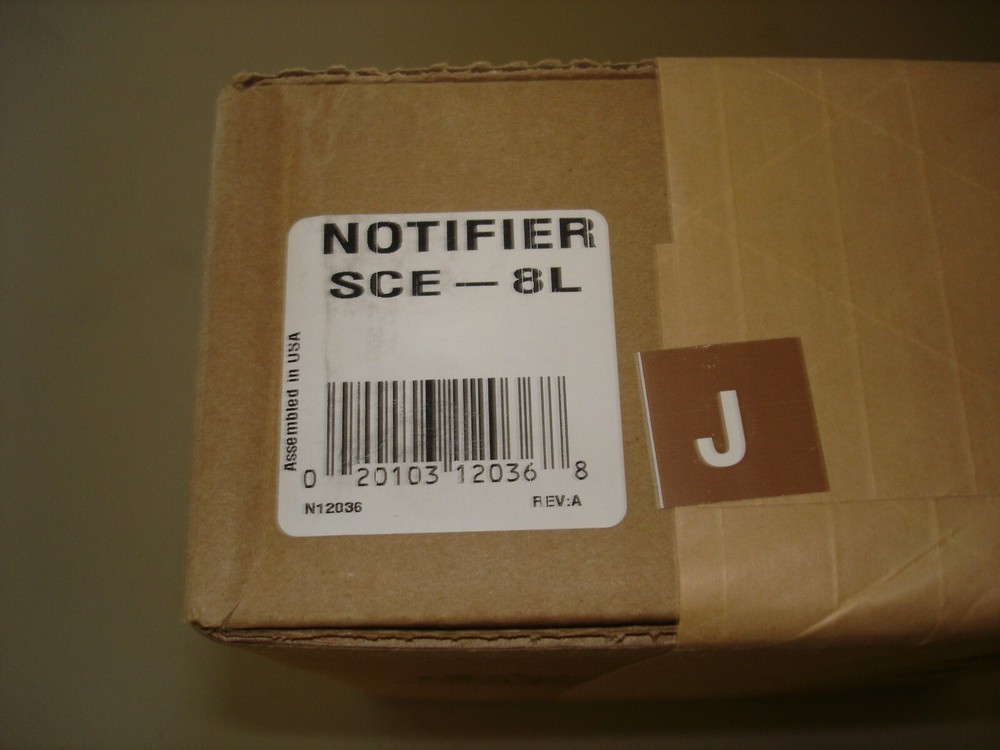 NOTIFIER
SCE - 8L
Assembled in USA
0 20103 12036 8
N12036 REV:A
J